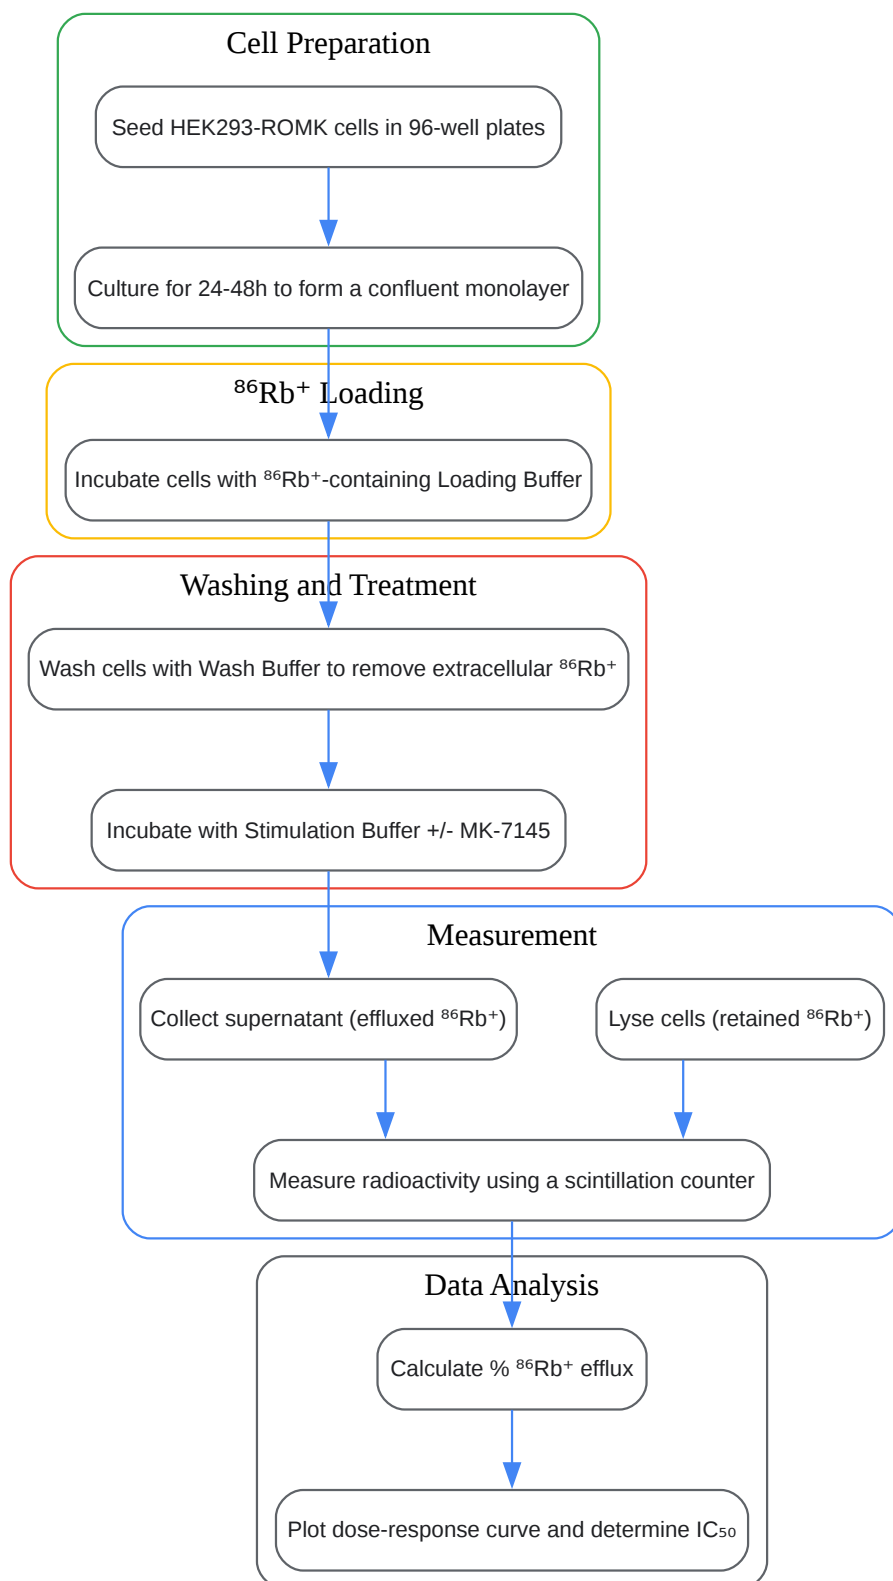 Cell Preparation
Seed HEK293-ROMK cells in 96-well plates
Culture for 24-48h to form a confluent monolayer
⁸⁶Rb⁺ Loading
Incubate cells with ⁸⁶Rb⁺-containing Loading Buffer
Washing and Treatment
Wash cells with Wash Buffer to remove extracellular ⁸⁶Rb⁺
Incubate with Stimulation Buffer +/- MK-7145
Measurement
Collect supernatant (effluxed ⁸⁶Rb⁺)
Lyse cells (retained ⁸⁶Rb⁺)
Measure radioactivity using a scintillation counter
Data Analysis
Calculate % ⁸⁶Rb⁺ efflux
Plot dose-response curve and determine IC₅₀